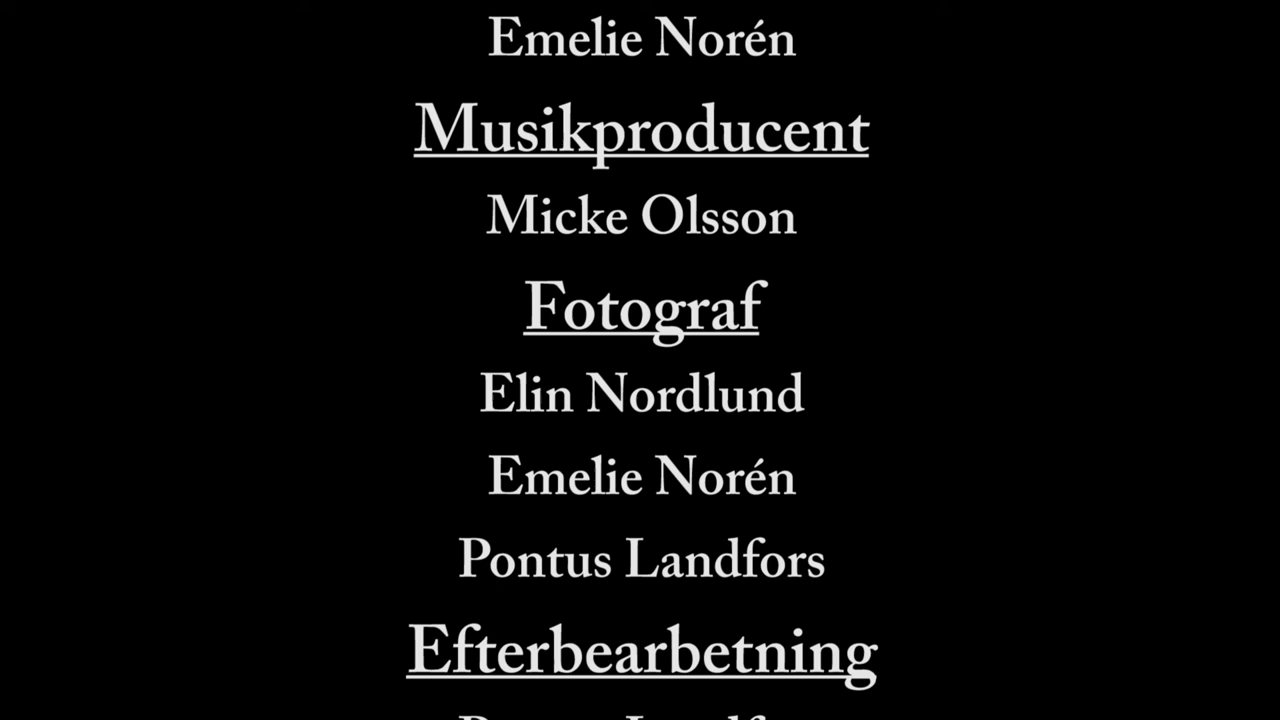 Emelie Norén
Musikproducent
Micke Olsson
Fotograf
Elin Nordlund
Emelie Norén
Pontus Landfors
Efterbearbetning